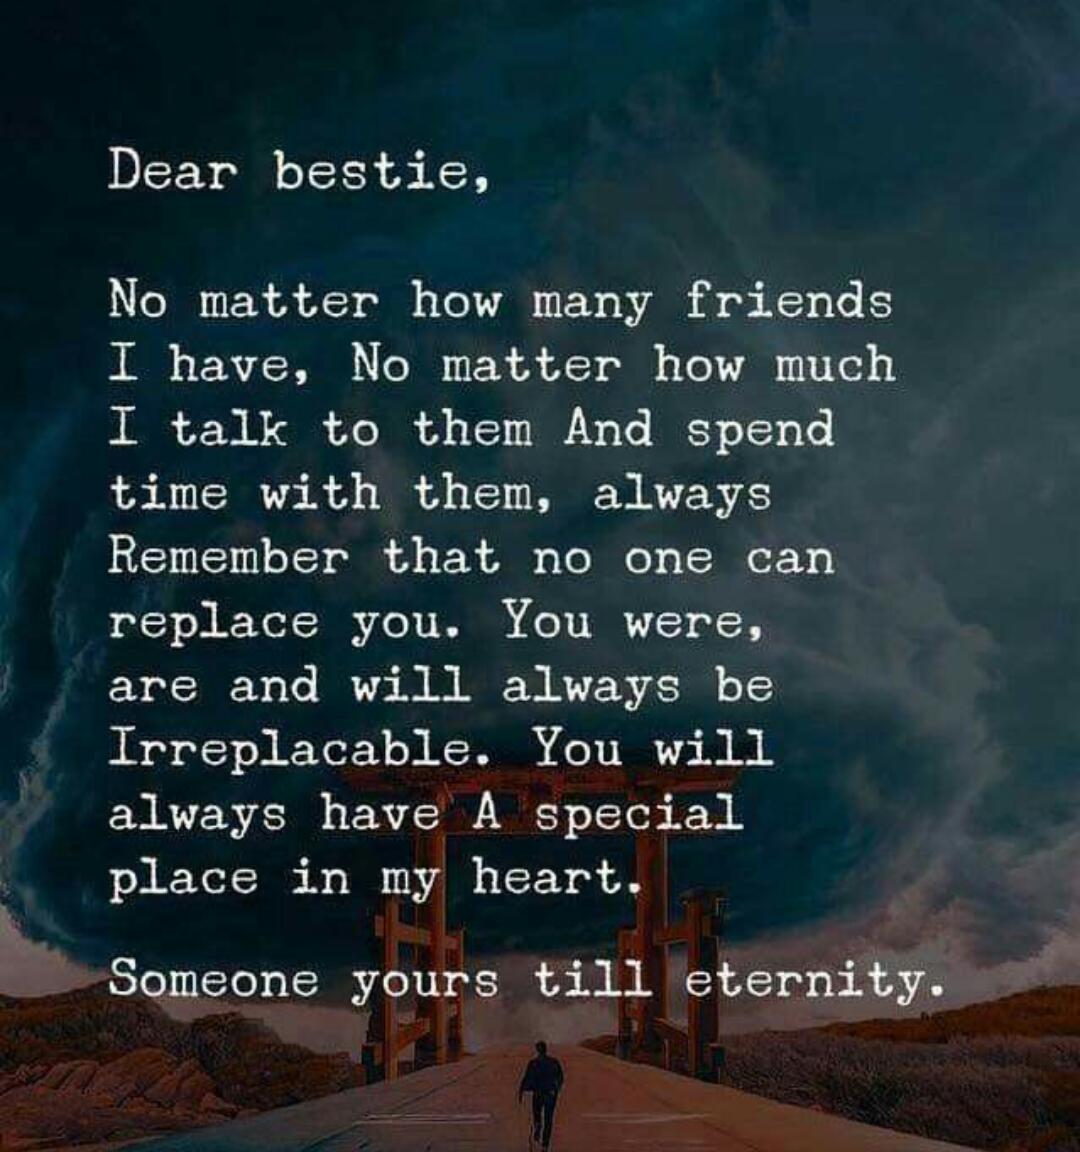 Dear bestie,
No matter how many friends
I have, No matter how much
I talk to them And spend
time with them, always
Remember that no one can
replace you. You were,
are and will always be
Irreplacable. You will
always have A special
place in my heart.
Someone yours till eternity.